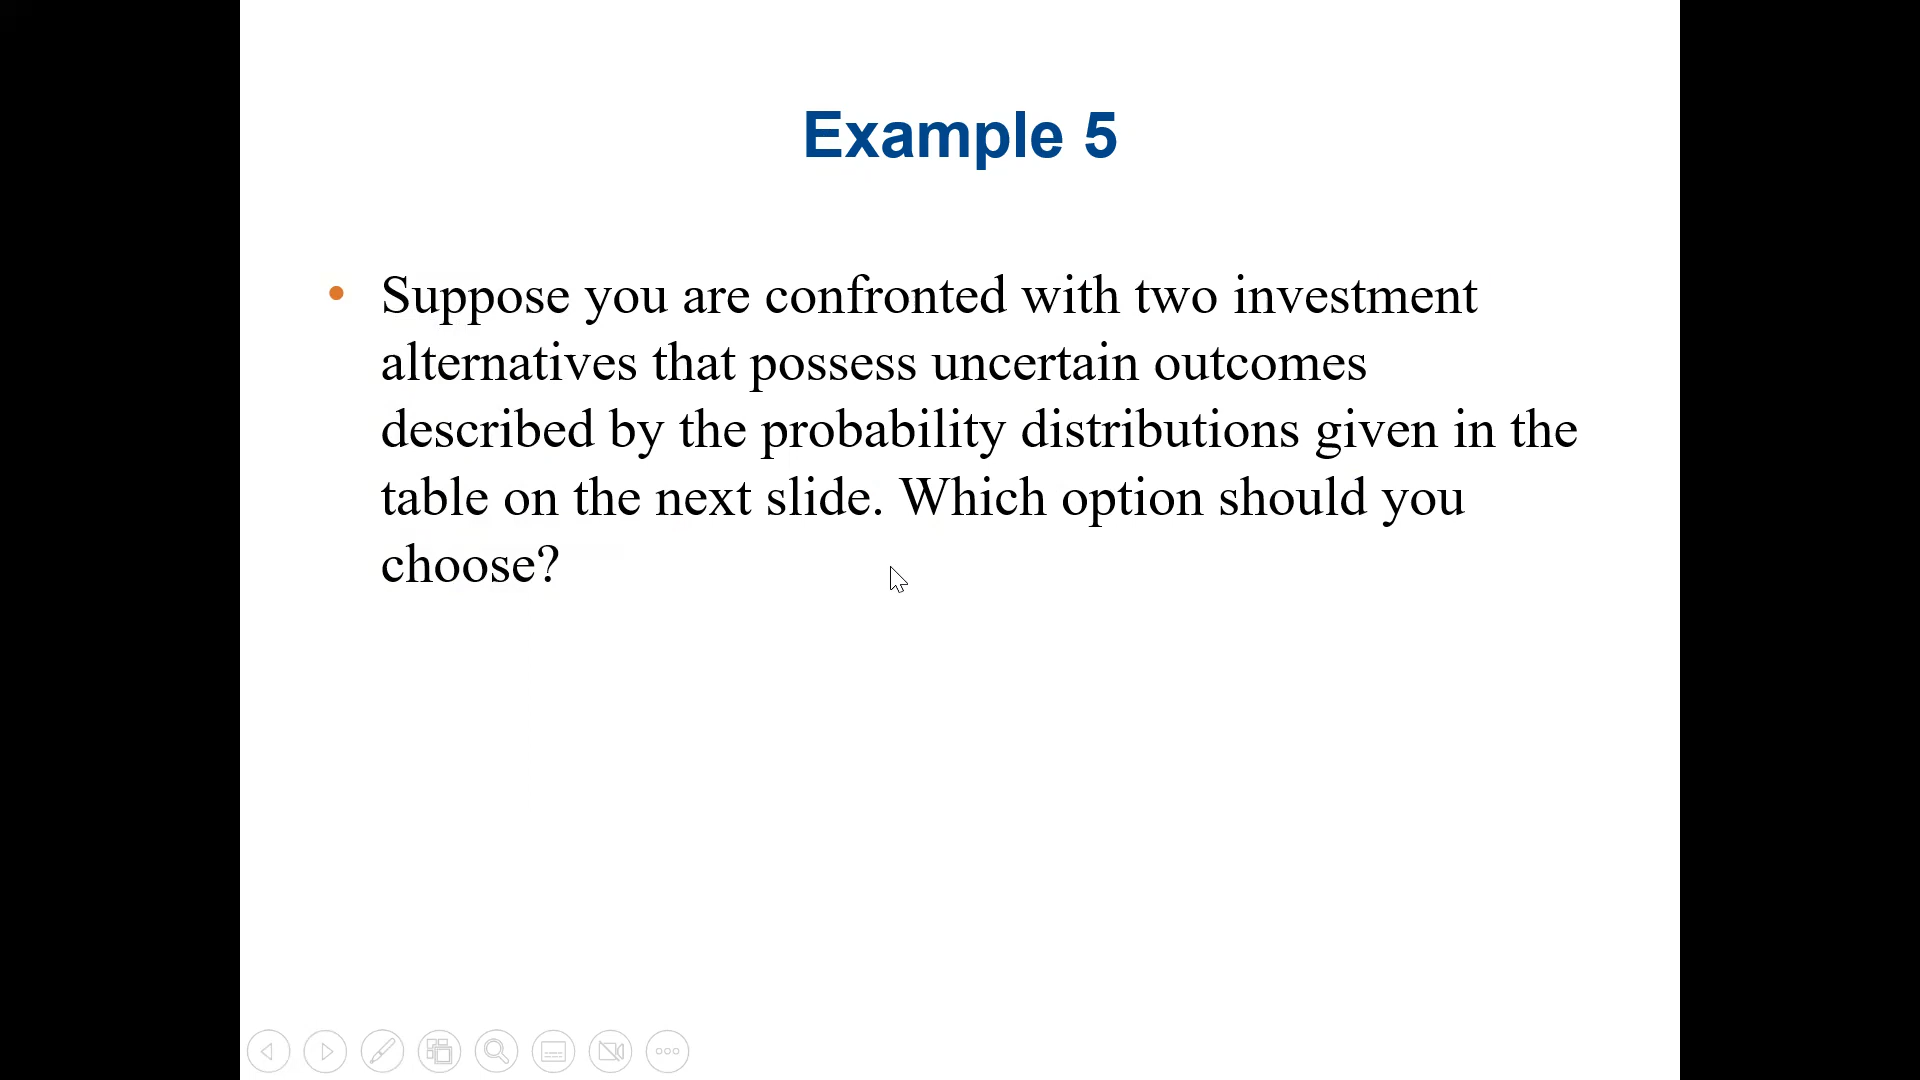 Example 5
• Suppose you are confronted with two investment
alternatives that possess uncertain outcomes
described by the probability distributions given in the
table on the next slide. Which option should you
choose?